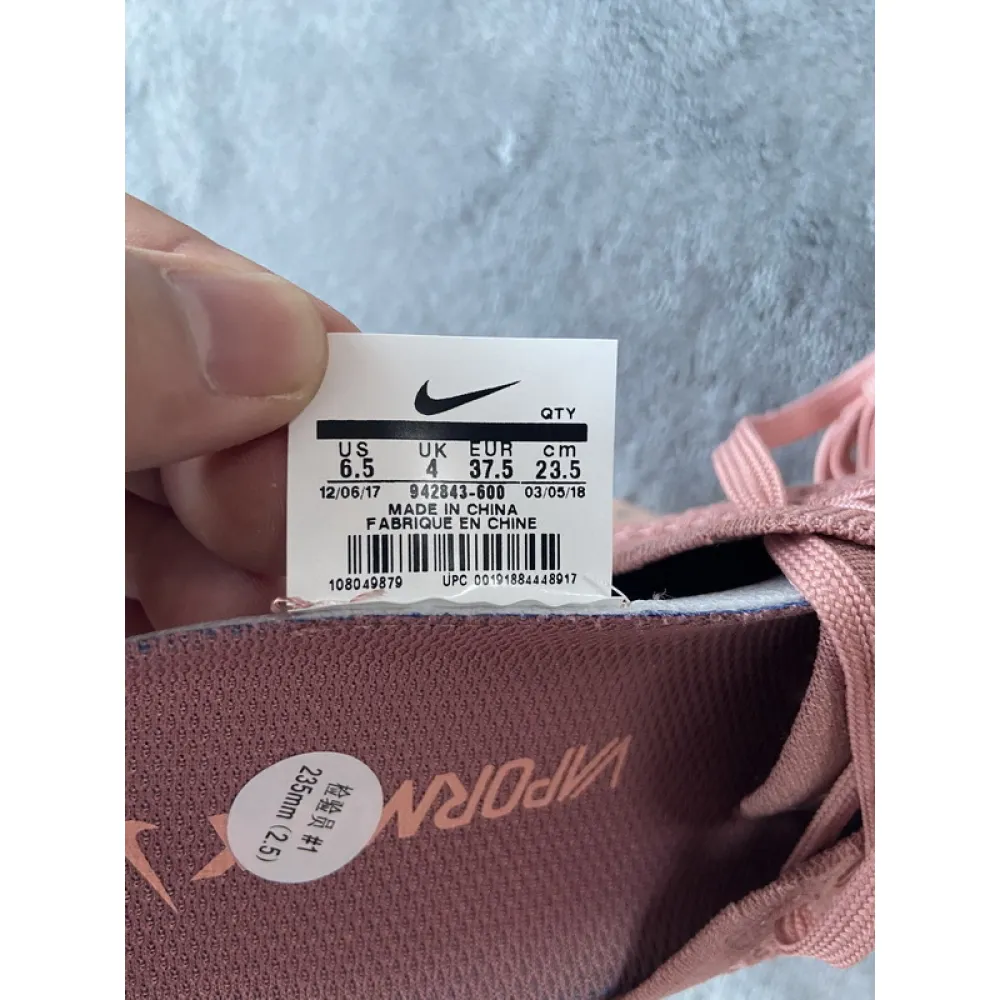 QTY
US UK EUR cm
6.5 4 37.5 23.5
12/06/17 942843-600 03/05/18
MADE IN CHINA
FABRIQUE EN CHINE
108049879 UPC 00191884448917
VAPORM X
检验员 #1
235mm (2.5)